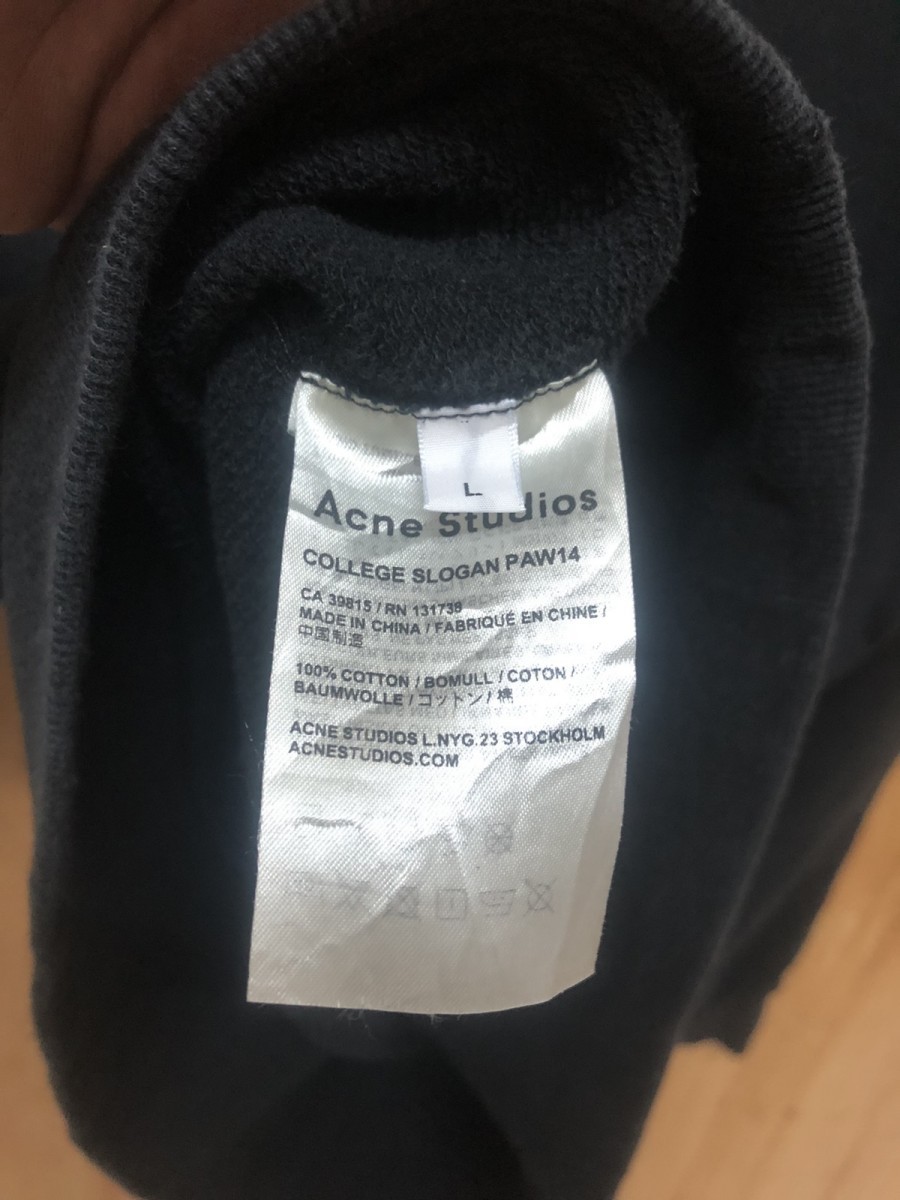 L
Acne Studios
COLLEGE SLOGAN PAW14
CA 39815 / RN 131738
MADE IN CHINA / FABRIQUÉ EN CHINE /
中国制造
100% COTTON / BOMULL / COTON /
BAUMWOLLE / コットン / 棉
ACNE STUDIOS L.NYG.23 STOCKHOLM
ACNESTUDIOS.COM